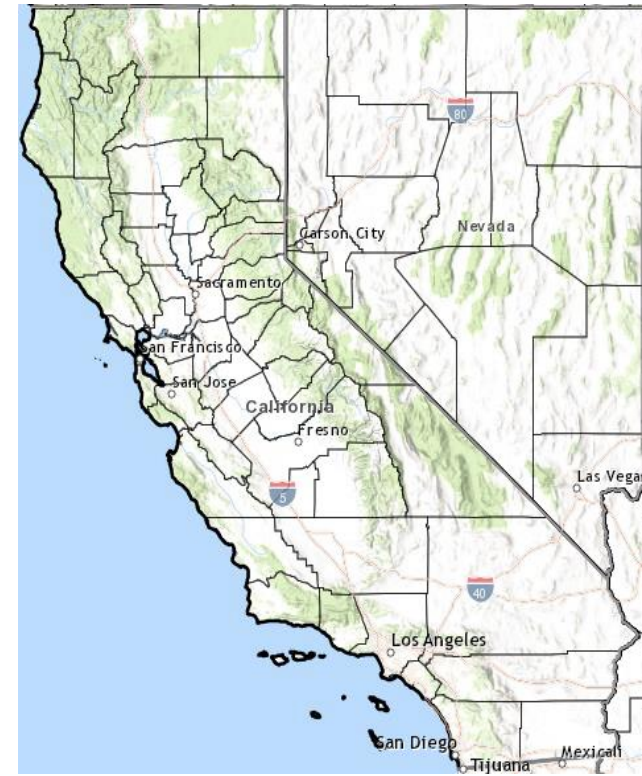 80
Carson City
Nevada
Sacramento
San Francisco
San Jose
California
Fresno
5
Las Vegas
40
Los Angeles
San Diego
Tijuana
Mexicali